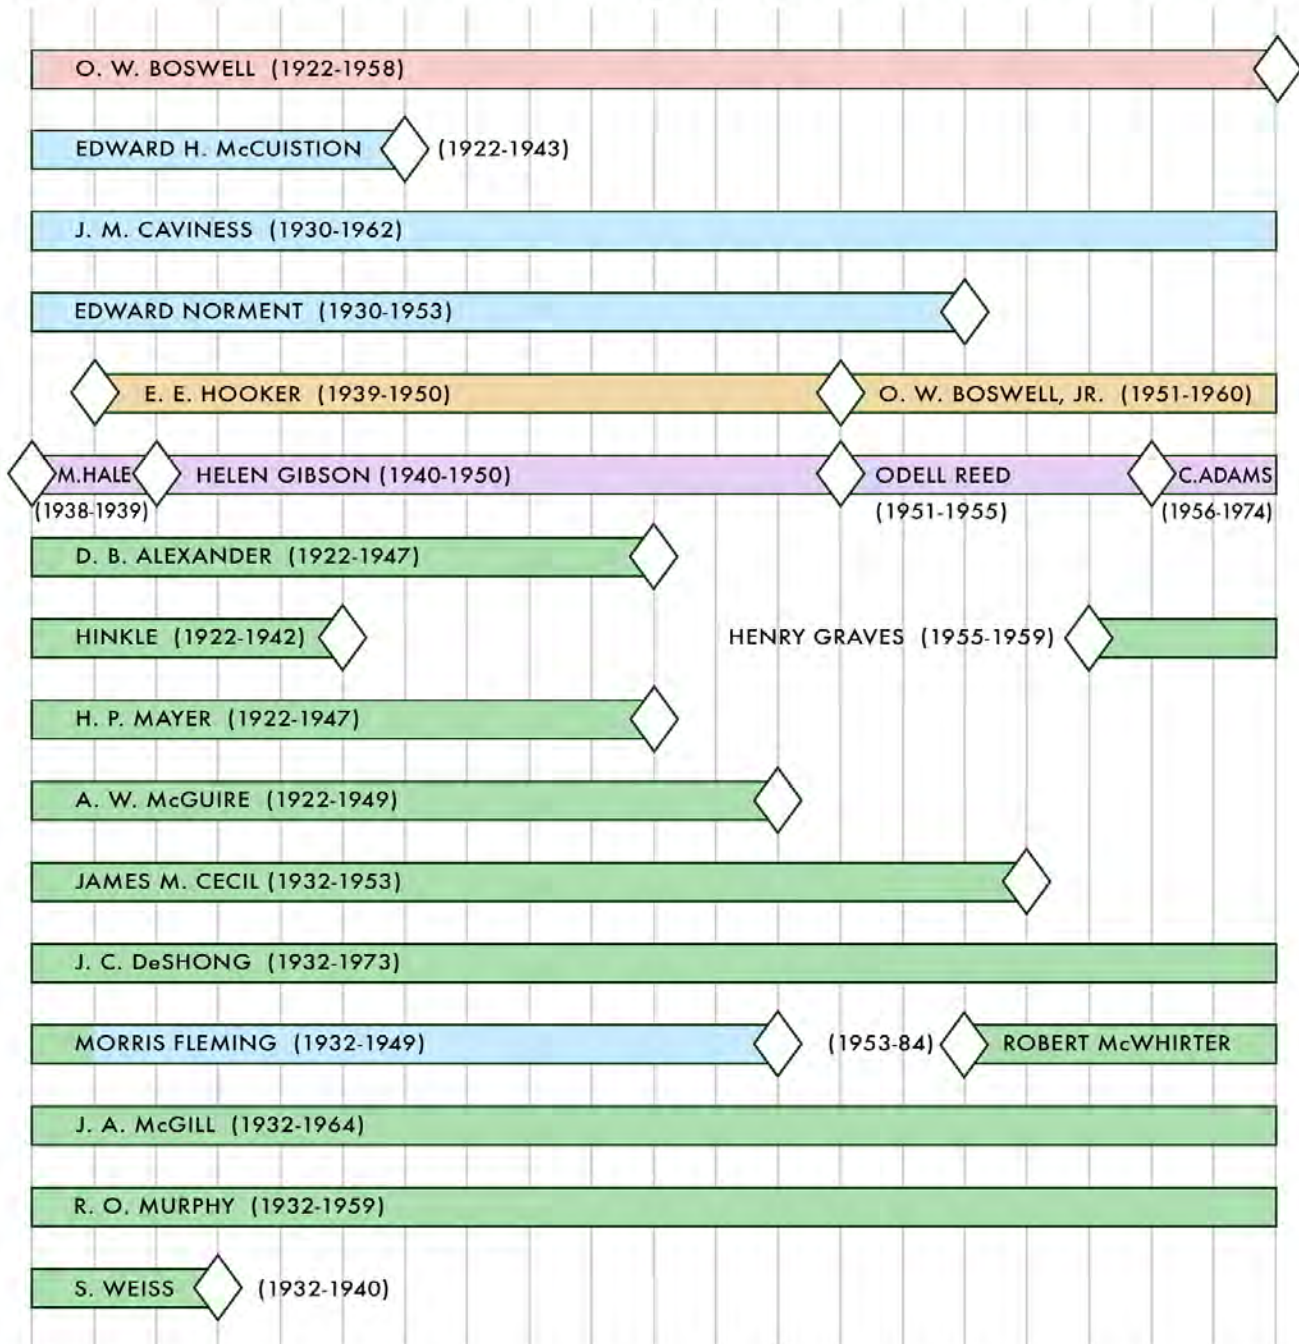 O. W. BOSWELL (1922-1958)
EDWARD H. McCUISTION (1922-1943)
J. M. CAVINESS (1930-1962)
EDWARD NORMENT (1930-1953)
E. E. HOOKER (1939-1950) O. W. BOSWELL, JR. (1951-1960)
M.HALE HELEN GIBSON (1940-1950) ODELL REED C.ADAMS
(1938-1939) (1951-1955) (1956-1974)
D. B. ALEXANDER (1922-1947)
HINKLE (1922-1942) HENRY GRAVES (1955-1959)
H. P. MAYER (1922-1947)
A. W. McGUIRE (1922-1949)
JAMES M. CECIL (1932-1953)
J. C. DeSHONG (1932-1973)
MORRIS FLEMING (1932-1949) (1953-84) ROBERT McWHIRTER
J. A. McGILL (1932-1964)
R. O. MURPHY (1932-1959)
S. WEISS (1932-1940)